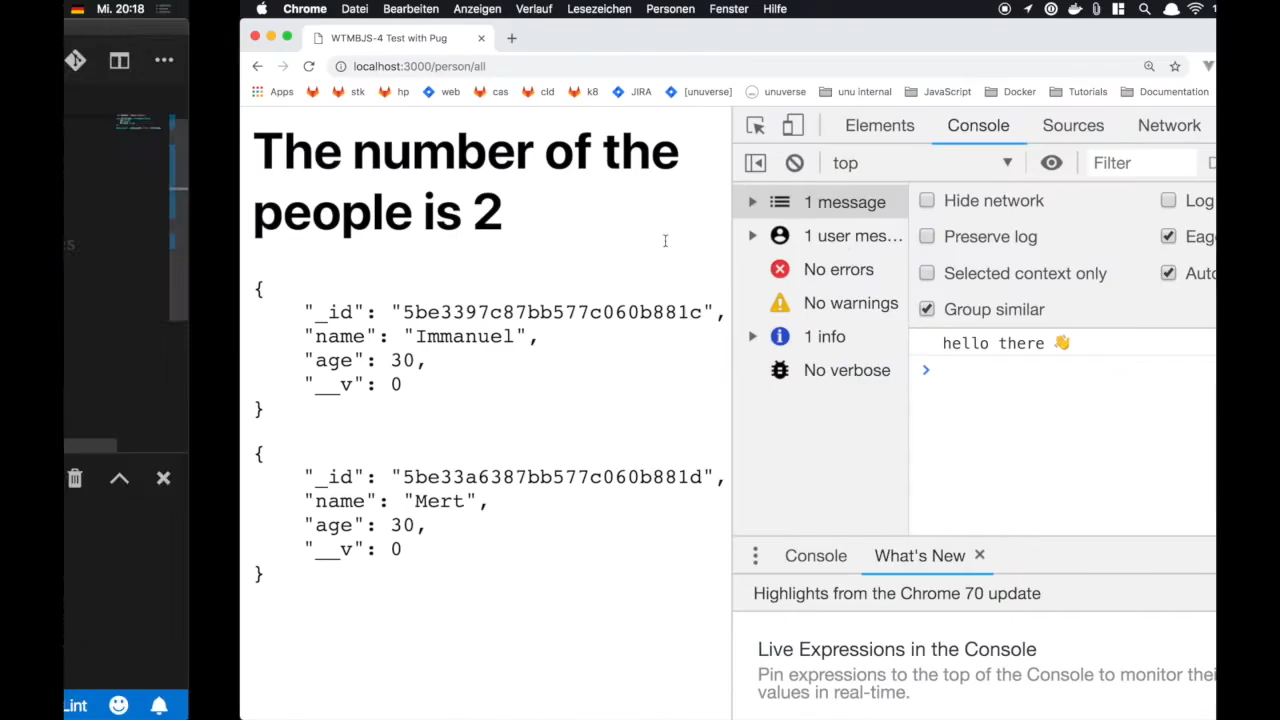 Mi. 20:18
Chrome Datei Bearbeiten Anzeigen Verlauf Lesezeichen Personen Fenster Hilfe
WTMBJS-4 Test with Pug
localhost:3000/person/all
Apps stk hp web cas cld k8 JIRA [unuverse] unuverse unu internal JavaScript Docker Tutorials Documentation
The number of the
people is 2
{
"_id": "5be3397c87bb577c060b881c",
"name": "Immanuel",
"age": 30,
"__v": 0
}
{
"_id": "5be33a6387bb577c060b881d",
"name": "Mert",
"age": 30,
"__v": 0
}
Elements Console Sources Network
top Filter
1 message
1 user mes...
No errors
No warnings
1 info
No verbose
Hide network Log
Preserve log Eag
Selected context only Auto
Group similar
hello there 👋
Console What's New
Highlights from the Chrome 70 update
Live Expressions in the Console
Pin expressions to the top of the Console to monitor thei
values in real-time.
es
Lint